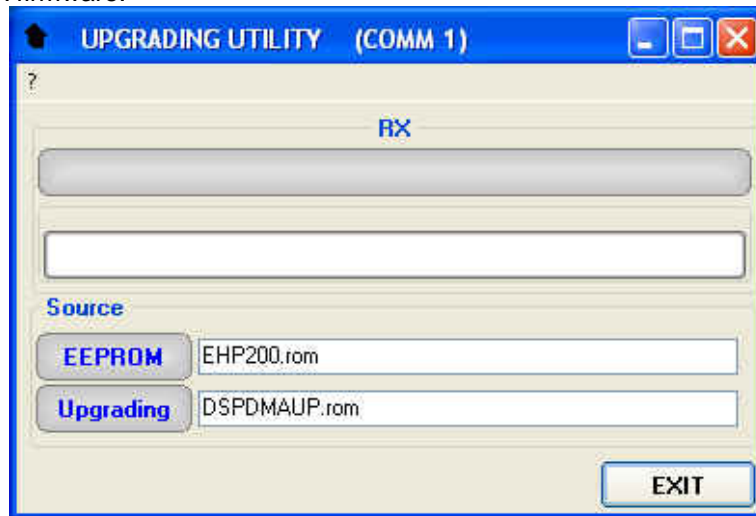 UPGRADING UTILITY (COMM 1)
?
RX
Source
EEPROM EHP200.rom
Upgrading DSPDMAUP.rom
EXIT